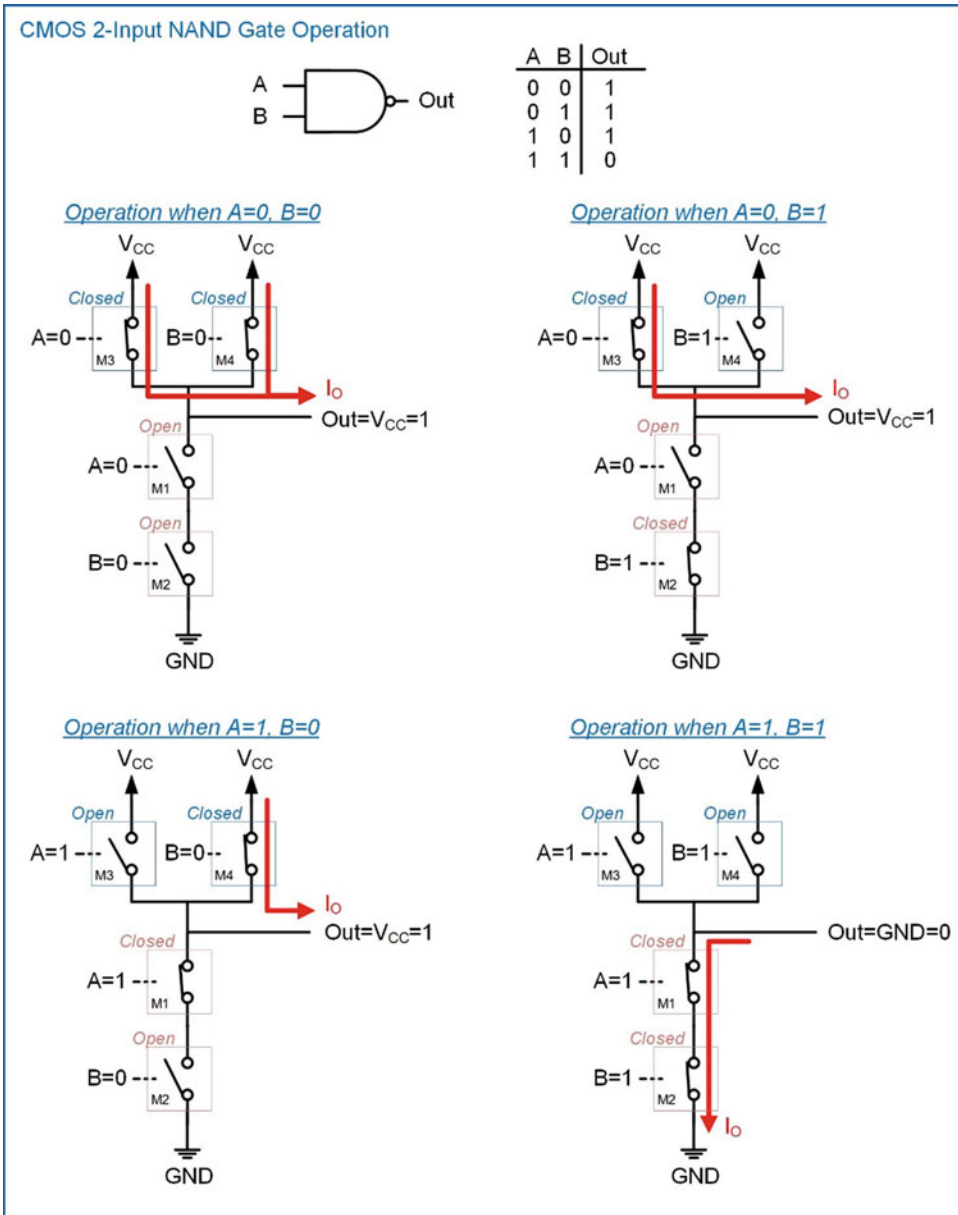 CMOS 2-Input NAND Gate Operation
A B Out
A
B
Out
0 0 1
0 1 1
1 0 1
1 1 0
Operation when A=0, B=0
VCC VCC
Closed Closed
A=0 B=0
M3 M4
IO
Out=VCC=1
Open
A=0
M1
Open
B=0
M2
GND
Operation when A=0, B=1
VCC VCC
Closed Open
A=0 B=1
M3 M4
IO
Out=VCC=1
Open
A=0
M1
Closed
B=1
M2
GND
Operation when A=1, B=0
VCC VCC
Open Closed
A=1 B=0
M3 M4
IO
Out=VCC=1
Closed
A=1
M1
Open
B=0
M2
GND
Operation when A=1, B=1
VCC VCC
Open Open
A=1 B=1
M3 M4
Out=GND=0
Closed
A=1
M1
Closed
B=1
M2
IO
GND